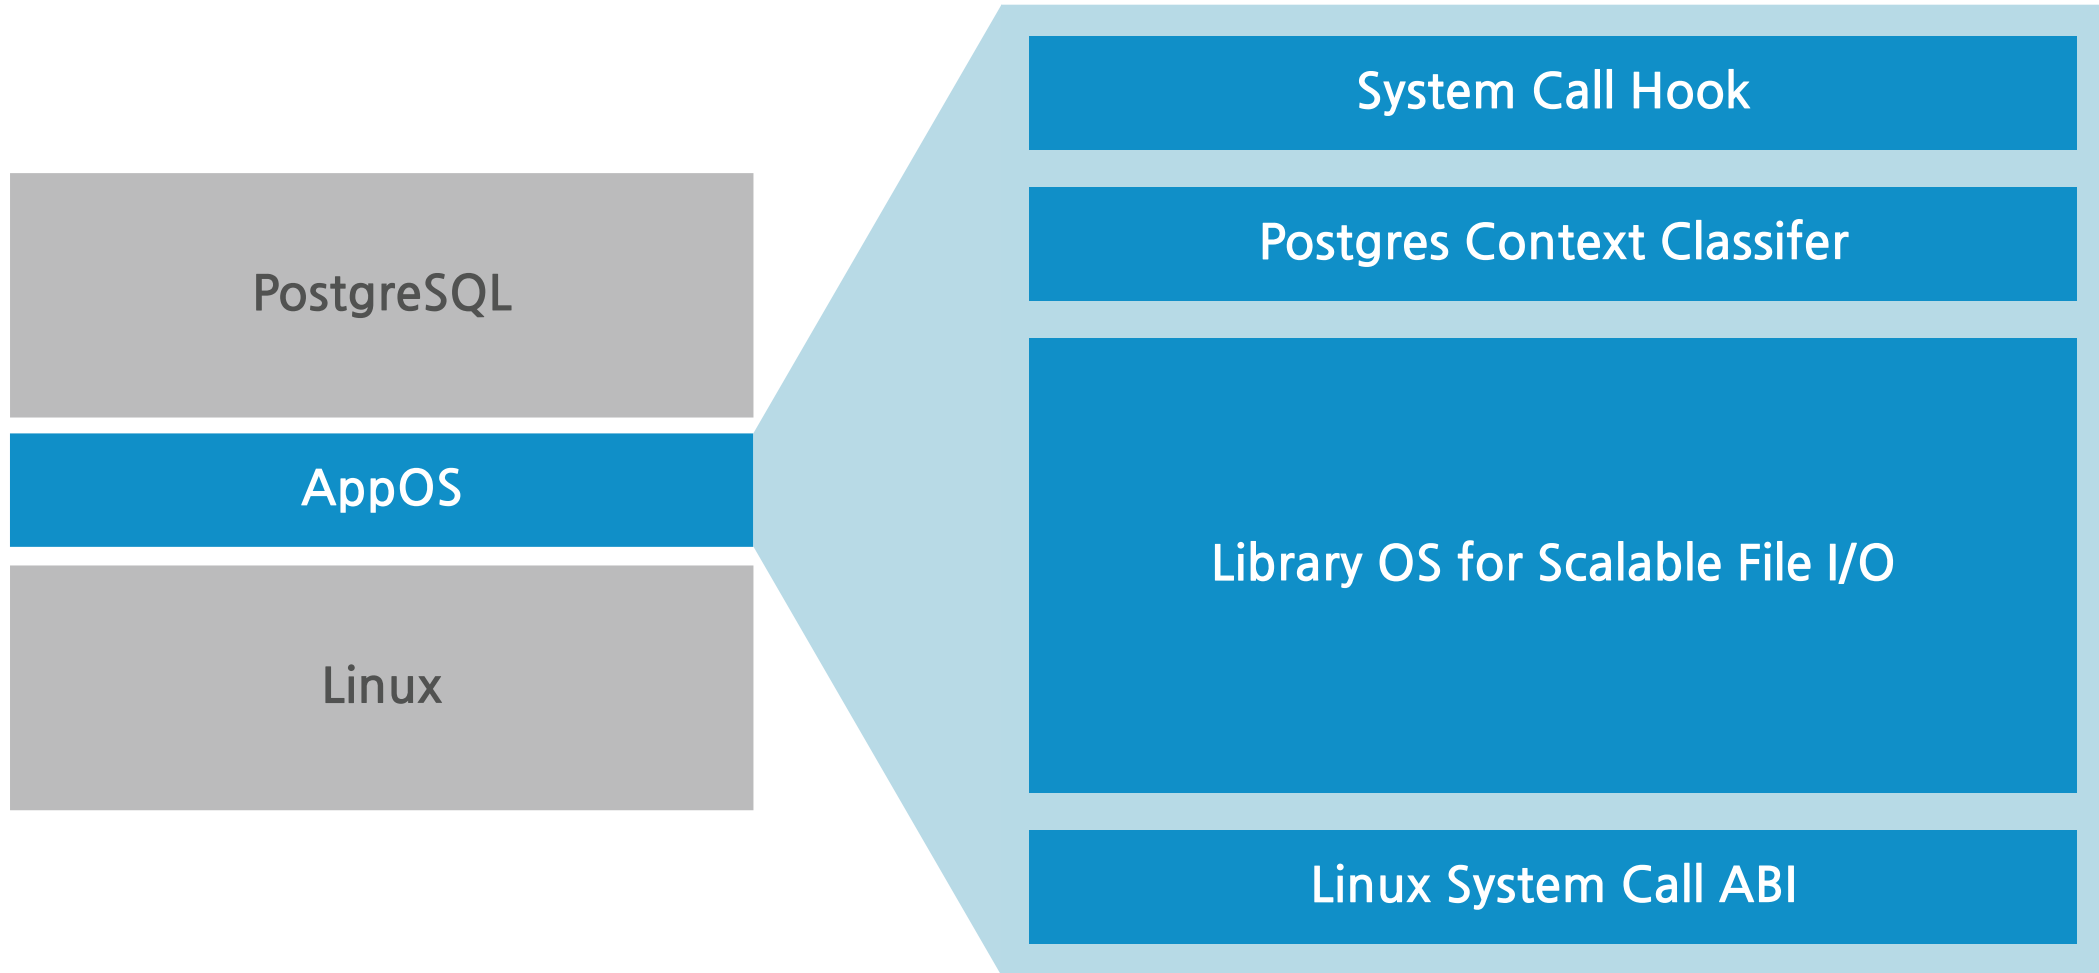 PostgreSQL
AppOS
Linux
System Call Hook
Postgres Context Classifer
Library OS for Scalable File I/O
Linux System Call ABI